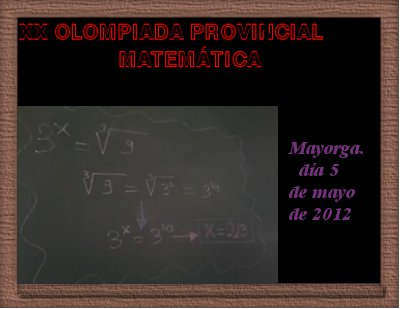 XX OLOMPIADA PROVINCIAL
MATEMÁTICA
3^x = ∛9
∛9 = ∛3² = 3^2/3
3^x = 3^2/3 → x = 2/3
Mayorga.
día 5
de mayo
de 2012